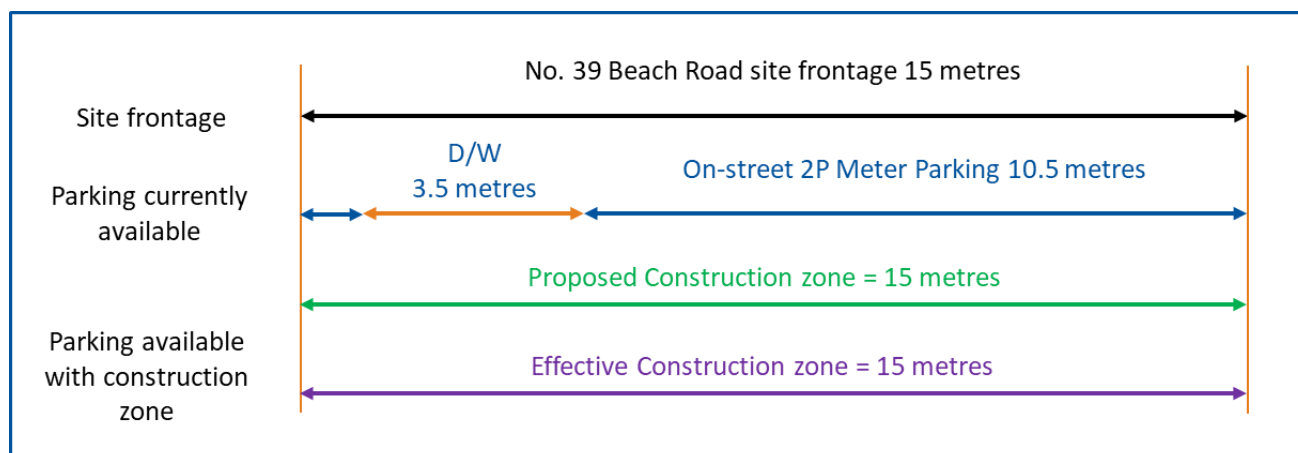 No. 39 Beach Road site frontage 15 metres
Site frontage
D/W
3.5 metres
On-street 2P Meter Parking 10.5 metres
Parking currently
available
Proposed Construction zone = 15 metres
Parking available
with construction
zone
Effective Construction zone = 15 metres